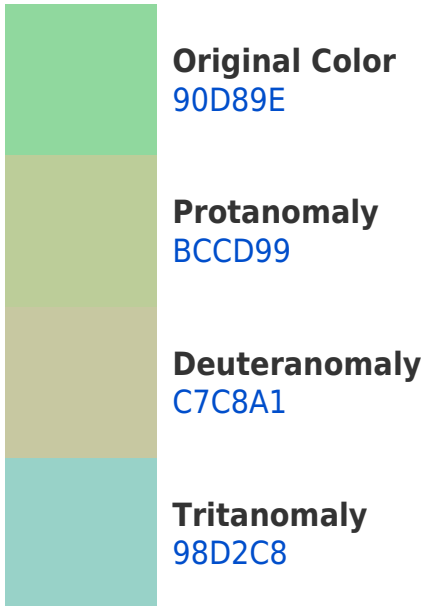 Original Color
90D89E
Protanomaly
BCCD99
Deuteranomaly
C7C8A1
Tritanomaly
98D2C8